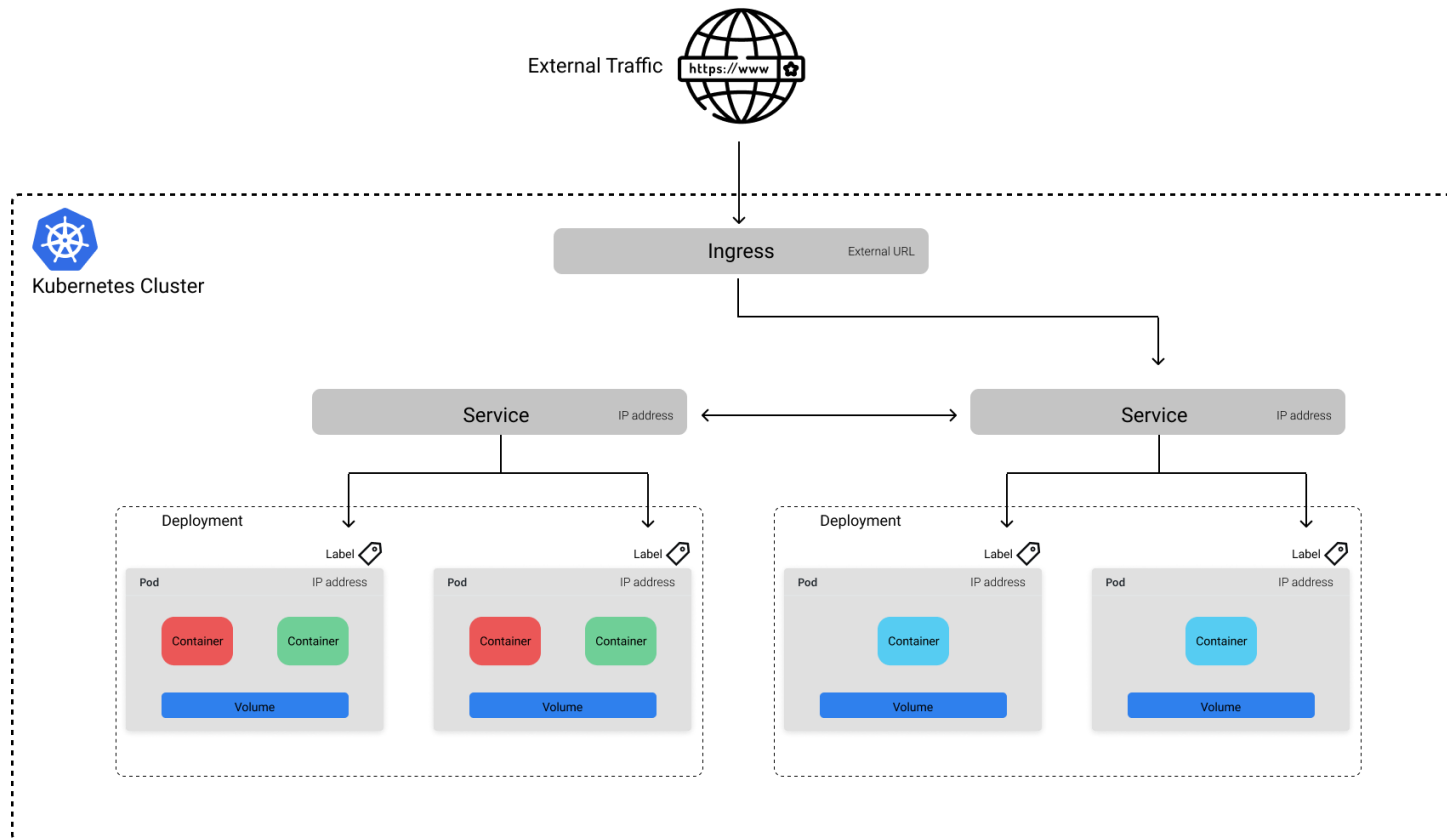 External Traffic
https://www
Kubernetes Cluster
Ingress External URL
Service IP address
Service IP address
Deployment
Deployment
Label
Label
Label
Label
Pod IP address
Pod IP address
Pod IP address
Pod IP address
Container Container
Container Container
Container
Container
Volume
Volume
Volume
Volume